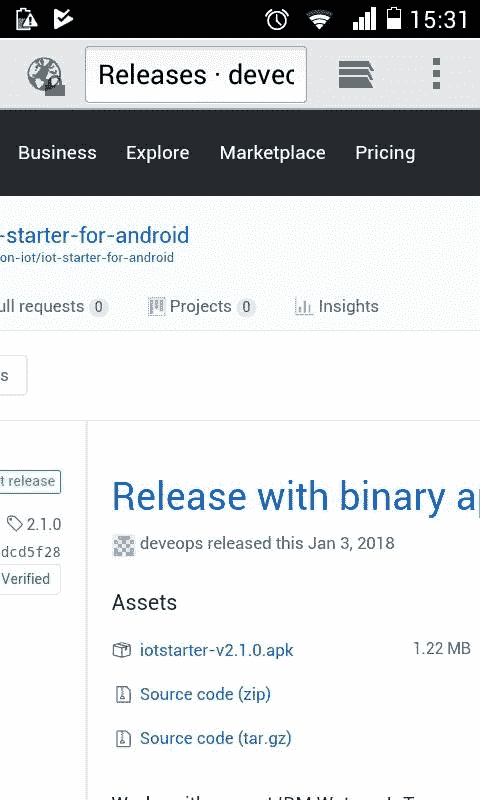 15:31
Releases · deveo
Business Explore Marketplace Pricing
-starter-for-android
on-iot/iot-starter-for-android
ull requests 0 Projects 0 Insights
s
t release
Release with binary a
2.1.0
deveops released this Jan 3, 2018
dcd5f28
Verified
Assets
iotstarter-v2.1.0.apk 1.22 MB
Source code (zip)
Source code (tar.gz)